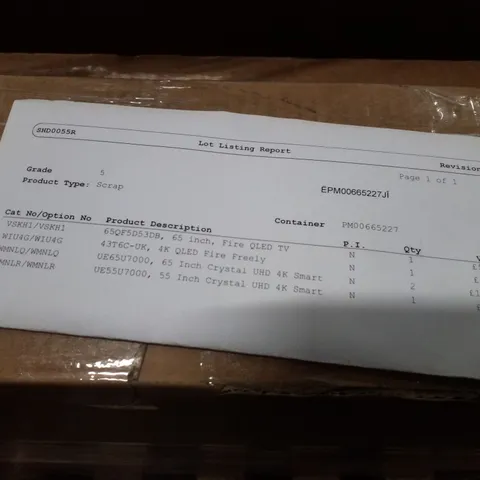 SHD0055R
Lot Listing Report
Revision
Page 1 of 1
Grade 5
Product Type: Scrap
ÈPM00665227JÎ
Container PM00665227
Cat No/Option No Product Description P.I. Qty
VSKH1/VSKH1 65QF5D53DB, 65 inch, Fire QLED TV N 1
WIU4G/WIU4G 43T6C-UK, 4K QLED Fire Freely N 1
WMNLQ/WMNLQ UE65U7000, 65 Inch Crystal UHD 4K Smart N 2
MNLR/WMNLR UE55U7000, 55 Inch Crystal UHD 4K Smart N 1